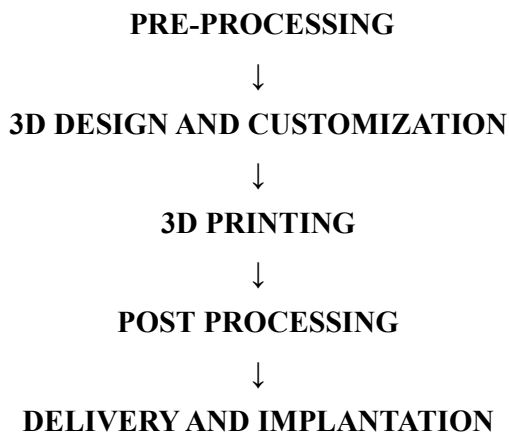 PRE-PROCESSING
↓
3D DESIGN AND CUSTOMIZATION
↓
3D PRINTING
↓
POST PROCESSING
↓
DELIVERY AND IMPLANTATION